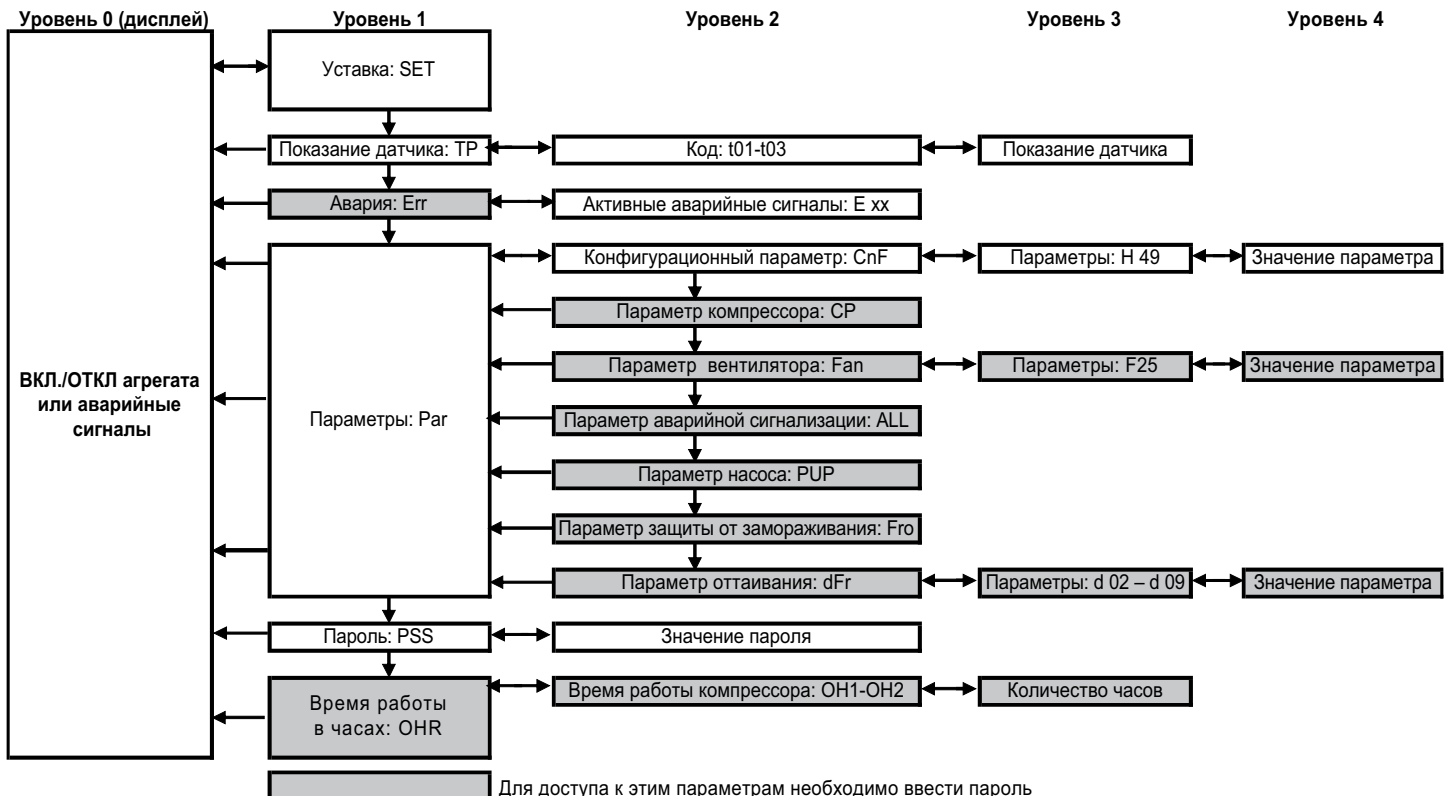 Уровень 0 (дисплей) Уровень 1 Уровень 2 Уровень 3 Уровень 4
Уставка: SET
Показание датчика: TP Код: t01-t03 Показание датчика
Авария: Err Активные аварийные сигналы: E xx
Конфигурационный параметр: CnF Параметры: H 49 Значение параметра
Параметр компрессора: CP
Параметр вентилятора: Fan Параметры: F25 Значение параметра
ВКЛ./ОТКЛ агрегата
или аварийные
сигналы
Параметры: Par
Параметр аварийной сигнализации: ALL
Параметр насоса: PUP
Параметр защиты от замораживания: Fro
Параметр оттаивания: dFr Параметры: d 02 – d 09 Значение параметра
Пароль: PSS Значение пароля
Время работы
в часах: OHR
Время работы компрессора: OH1-OH2 Количество часов
Для доступа к этим параметрам необходимо ввести пароль